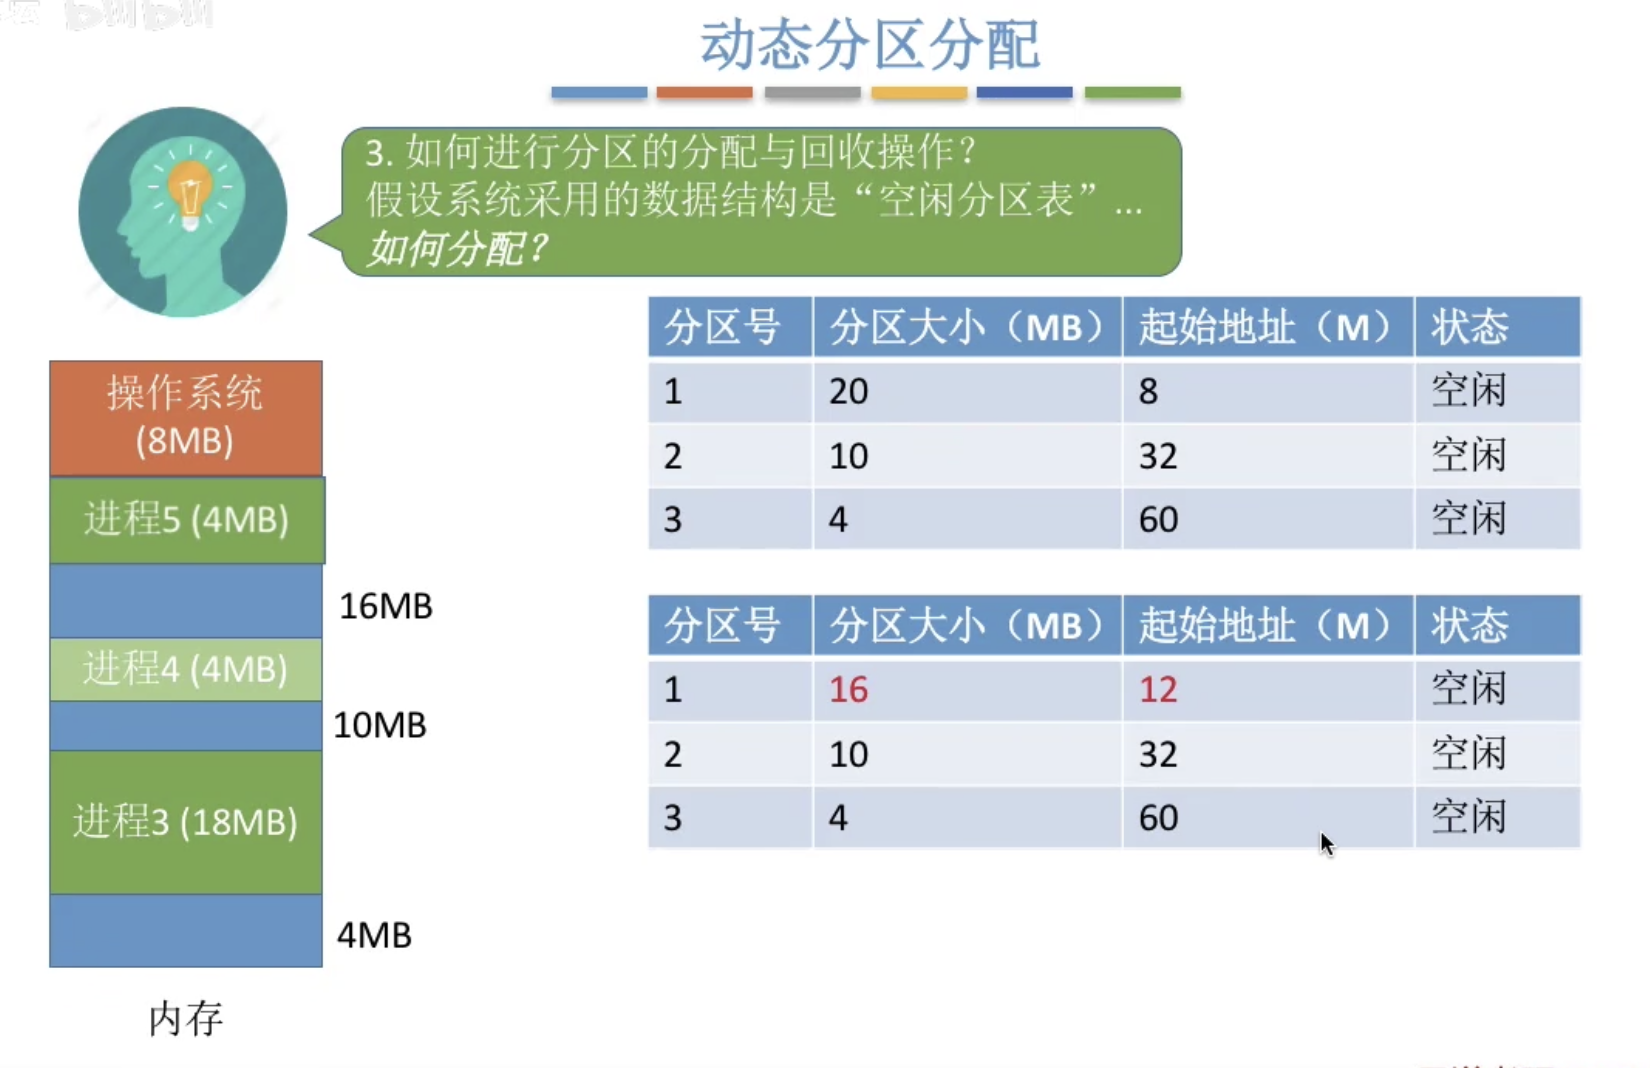 动态分区分配
3. 如何进行分区的分配与回收操作？
假设系统采用的数据结构是“空闲分区表”...
如何分配？
操作系统
(8MB)
进程5 (4MB)
16MB
进程4 (4MB)
10MB
进程3 (18MB)
4MB
内存
分区号 分区大小（MB） 起始地址（M） 状态
1 20 8 空闲
2 10 32 空闲
3 4 60 空闲
分区号 分区大小（MB） 起始地址（M） 状态
1 16 12 空闲
2 10 32 空闲
3 4 60 空闲